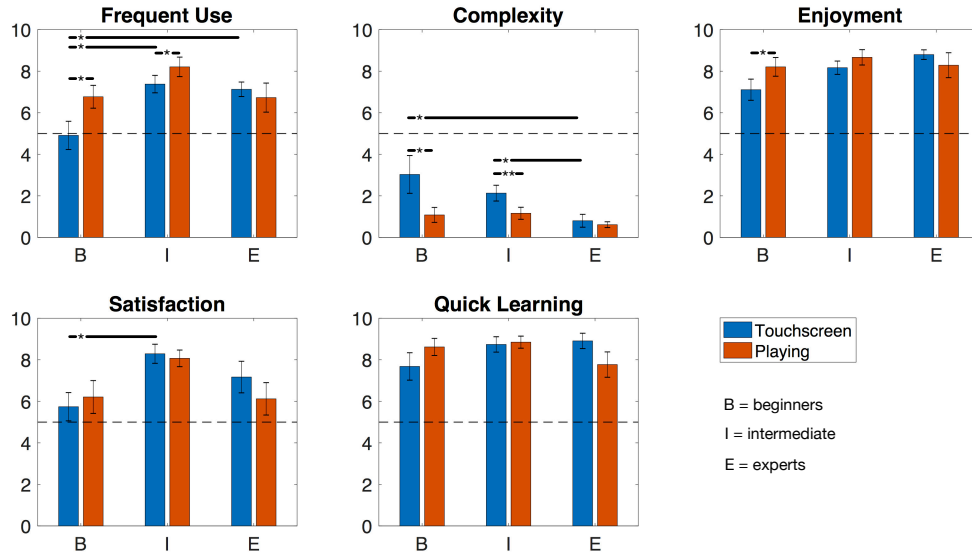 Frequent Use
10
8
6
4
2
0
*
*
*
*
B I E
Complexity
10
8
6
4
2
0
*
*
*
**
B I E
Enjoyment
10
8
6
4
2
0
*
B I E
Satisfaction
10
8
6
4
2
0
*
B I E
Quick Learning
10
8
6
4
2
0
B I E
Touchscreen
Playing
B = beginners
I = intermediate
E = experts